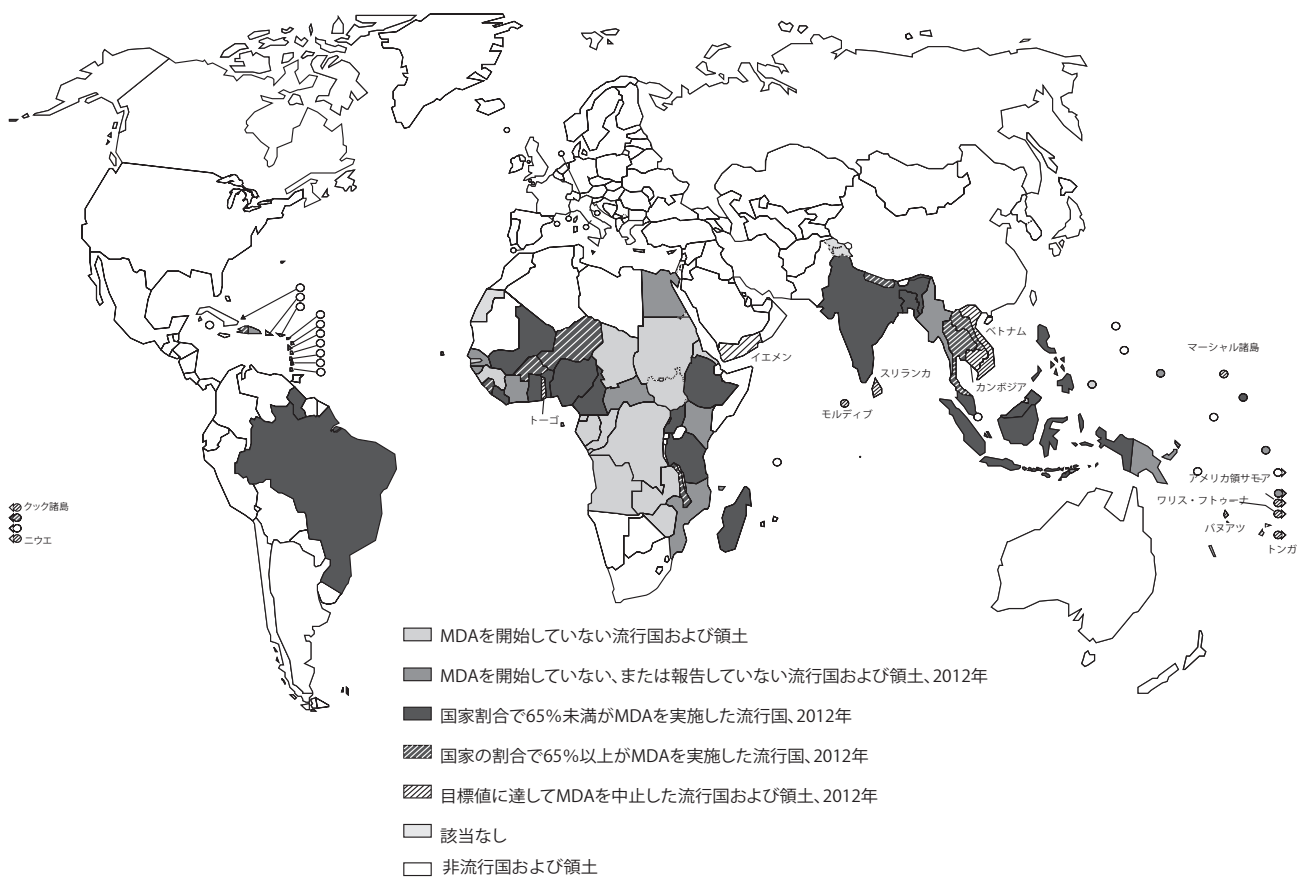 ベトナム
マーシャル諸島
イエメン
スリランカ
カンボジア
モルディブ
トーゴ
アメリカ領サモア
クック諸島
ワリス・フトゥーナ
バヌアツ
ニウエ
トンガ
MDAを開始していない流行国および領土
MDAを開始していない、または報告していない流行国および領土、2012年
国家割合で65%未満がMDAを実施した流行国、2012年
国家の割合で65%以上がMDAを実施した流行国、2012年
目標値に達してMDAを中止した流行国および領土、2012年
該当なし
非流行国および領土